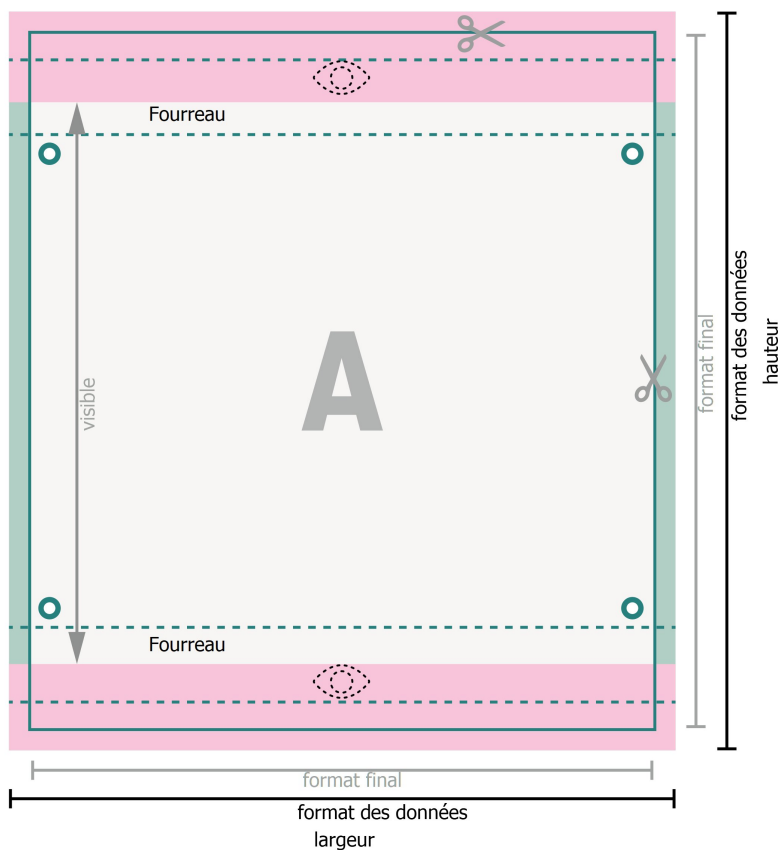 Fourreau
A
visible
Fourreau
format final
format des données
hauteur
format final
format des données
largeur